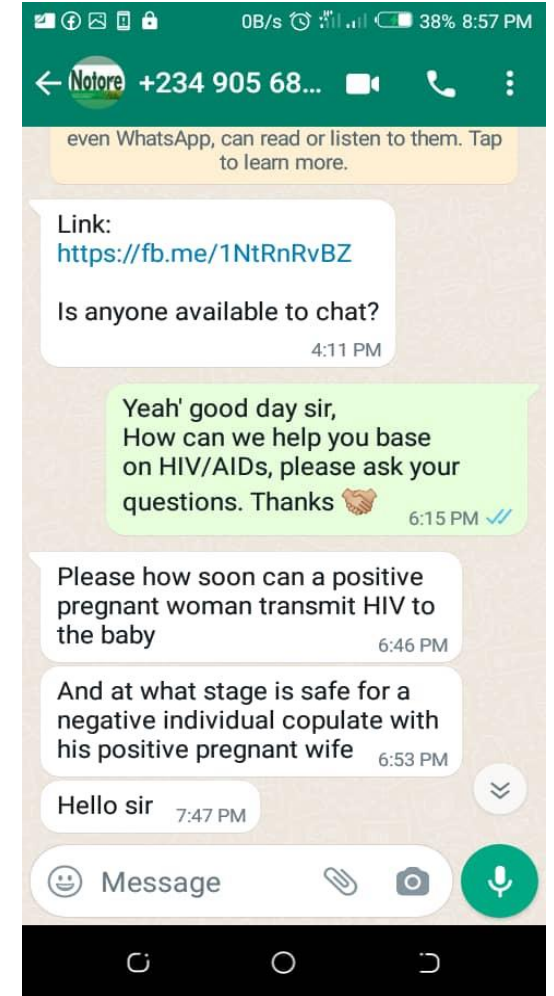 0B/s 38% 8:57 PM
Notore +234 905 68...
even WhatsApp, can read or listen to them. Tap
to learn more.
Link:
https://fb.me/1NtRnRvBZ
Is anyone available to chat?
4:11 PM
Yeah' good day sir,
How can we help you base
on HIV/AIDs, please ask your
questions. Thanks 🤝🏼
6:15 PM
Please how soon can a positive
pregnant woman transmit HIV to
the baby
6:46 PM
And at what stage is safe for a
negative individual copulate with
his positive pregnant wife
6:53 PM
Hello sir
7:47 PM
Message